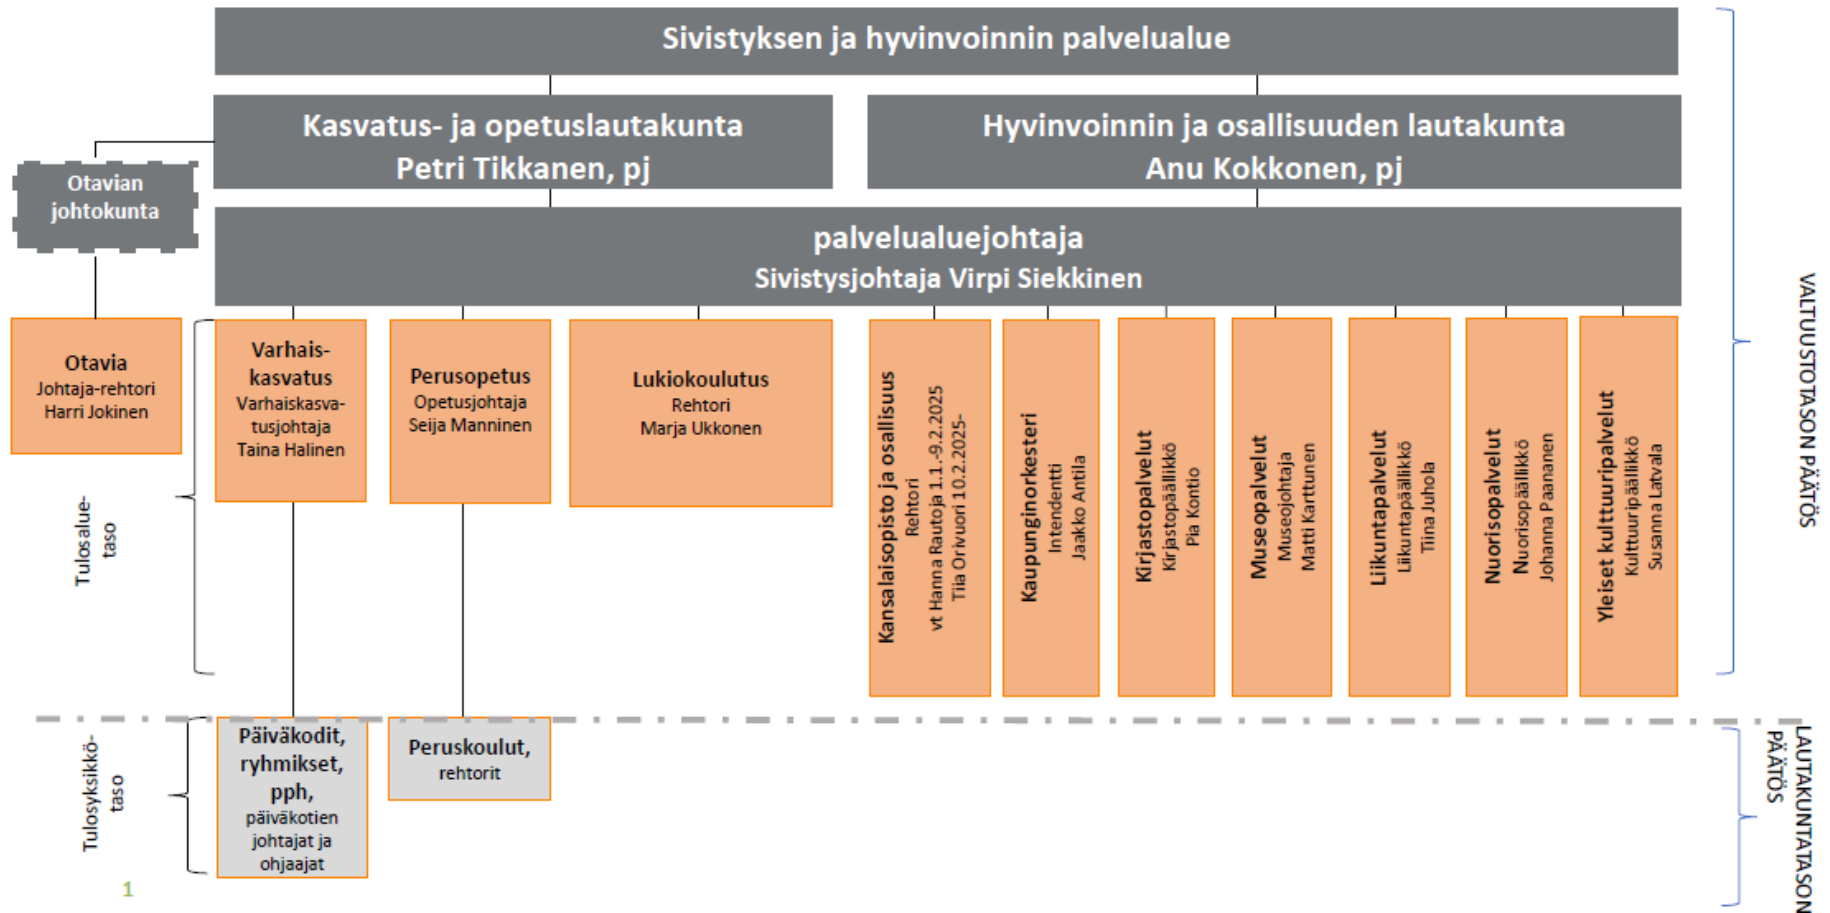 Sivistyksen ja hyvinvoinnin palvelualue
Kasvatus- ja opetuslautakunta
Petri Tikkanen, pj
Hyvinvoinnin ja osallisuuden lautakunta
Anu Kokkonen, pj
Otavian
johtokunta
palvelualuejohtaja
Sivistysjohtaja Virpi Siekkinen
Otavia
Johtaja-rehtori
Harri Jokinen
Varhais-
kasvatus
Varhaiskasva-
tusjohtaja
Taina Halinen
Perusopetus
Opetusjohtaja
Seija Manninen
Lukiokoulutus
Rehtori
Marja Ukkonen
Kansalaisopisto ja osallisuus
Rehtori
vt Hanna Rautoja 1.1.-9.2.2025
Tiia Orivuori 10.2.2025-
Kaupunginorkesteri
Intendentti
Jaakko Antila
Kirjastopalvelut
Kirjastopäällikkö
Pia Kontio
Museopalvelut
Museojohtaja
Matti Karttunen
Liikuntapalvelut
Liikuntapäällikkö
Tiina Juhola
Nuorisopalvelut
Nuorisopäällikkö
Johanna Paananen
Yleiset kulttuuripalvelut
Kulttuuripäällikkö
Susanna Latvala
VALTUUSTOTASON PÄÄTÖS
Tulosalue-
taso
Tulosyksikkö-
taso
Päiväkodit,
ryhmikset,
pph,
päiväkotien
johtajat ja
ohjaajat
Peruskoulut,
rehtorit
LAUTAKUNTATASON
PÄÄTÖS
1